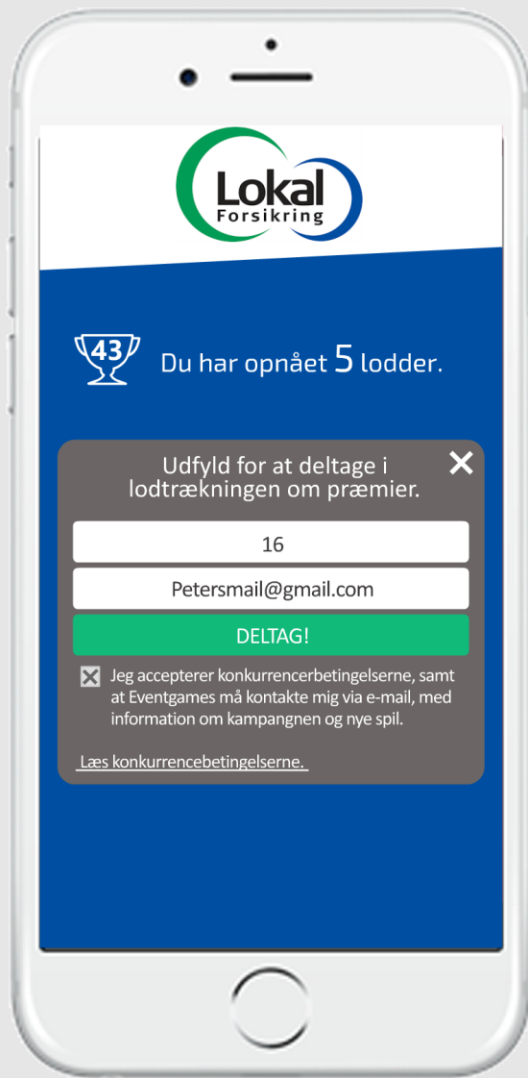 Lokal
Forsikring
43
Du har opnået 5 lodder.
Udfyld for at deltage i
lodtrækningen om præmier.
16
Petersmail@gmail.com
DELTAG!
Jeg accepterer konkurrencerbetingelserne, samt
at Eventgames må kontakte mig via e-mail, med
information om kampangnen og nye spil.
Læs konkurrencebetingelserne.